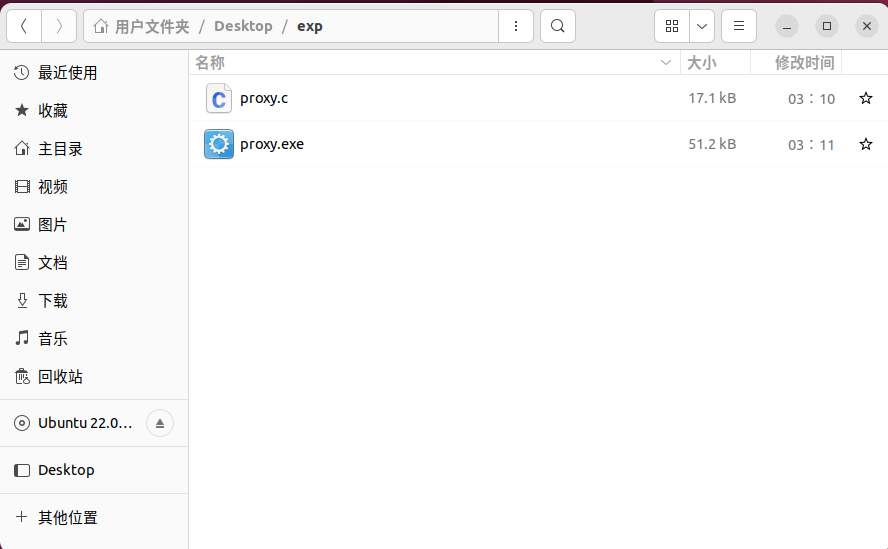 用户文件夹 / Desktop / exp
名称 大小 修改时间
最近使用
收藏
主目录
视频
图片
文档
下载
音乐
回收站
Ubuntu 22.0...
Desktop
其他位置
proxy.c 17.1 kB 03：10
proxy.exe 51.2 kB 03：11